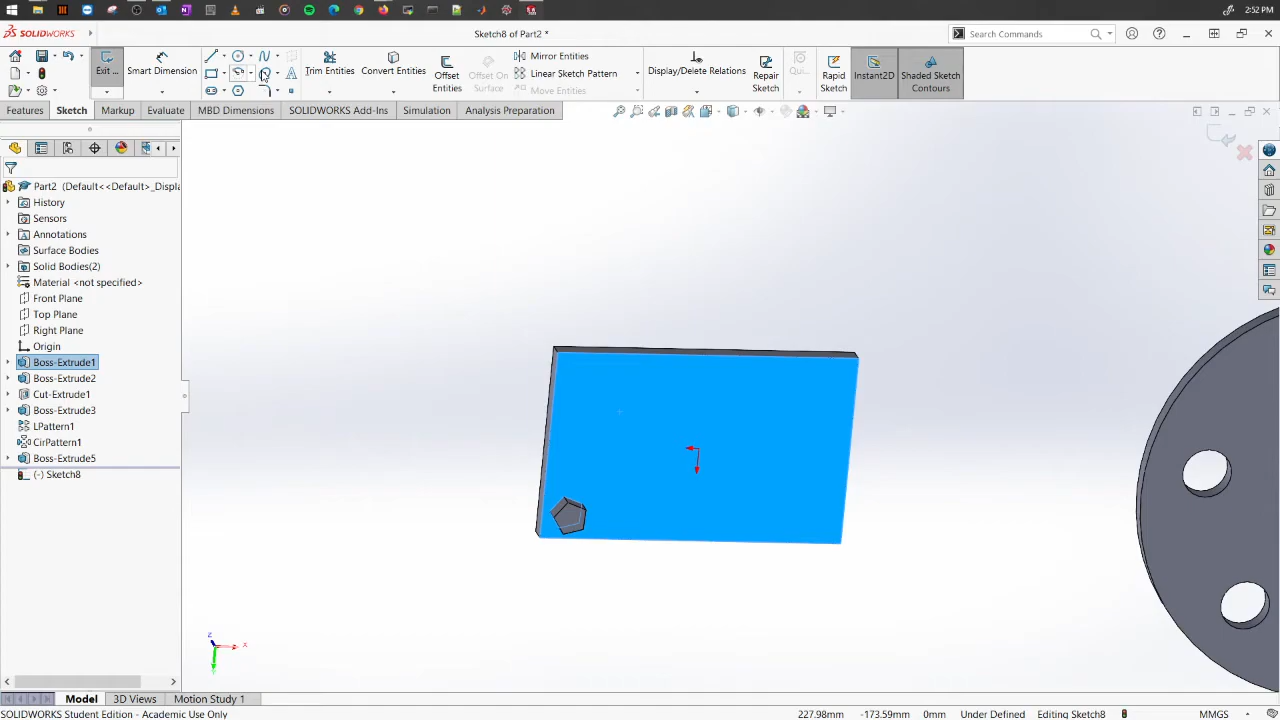 2:52 PM
SOLIDWORKS
Sketch8 of Part2 *
Search Commands
Exit ...
Smart Dimension
Trim Entities
Convert Entities
Offset Entities
Offset On Surface
Mirror Entities
Linear Sketch Pattern
Move Entities
Display/Delete Relations
Repair Sketch
Qui...
Rapid Sketch
Instant2D
Shaded Sketch Contours
Features
Sketch
Markup
Evaluate
MBD Dimensions
SOLIDWORKS Add-Ins
Simulation
Analysis Preparation
Part2 (Default<<Default>_Displa
History
Sensors
Annotations
Surface Bodies
Solid Bodies(2)
Material <not specified>
Front Plane
Top Plane
Right Plane
Origin
Boss-Extrude1
Boss-Extrude2
Cut-Extrude1
Boss-Extrude3
LPattern1
CirPattern1
Boss-Extrude5
(-) Sketch8
Z
X
Y
Model
3D Views
Motion Study 1
SOLIDWORKS Student Edition - Academic Use Only
227.98mm
-173.59mm
0mm
Under Defined
Editing Sketch8
MMGS